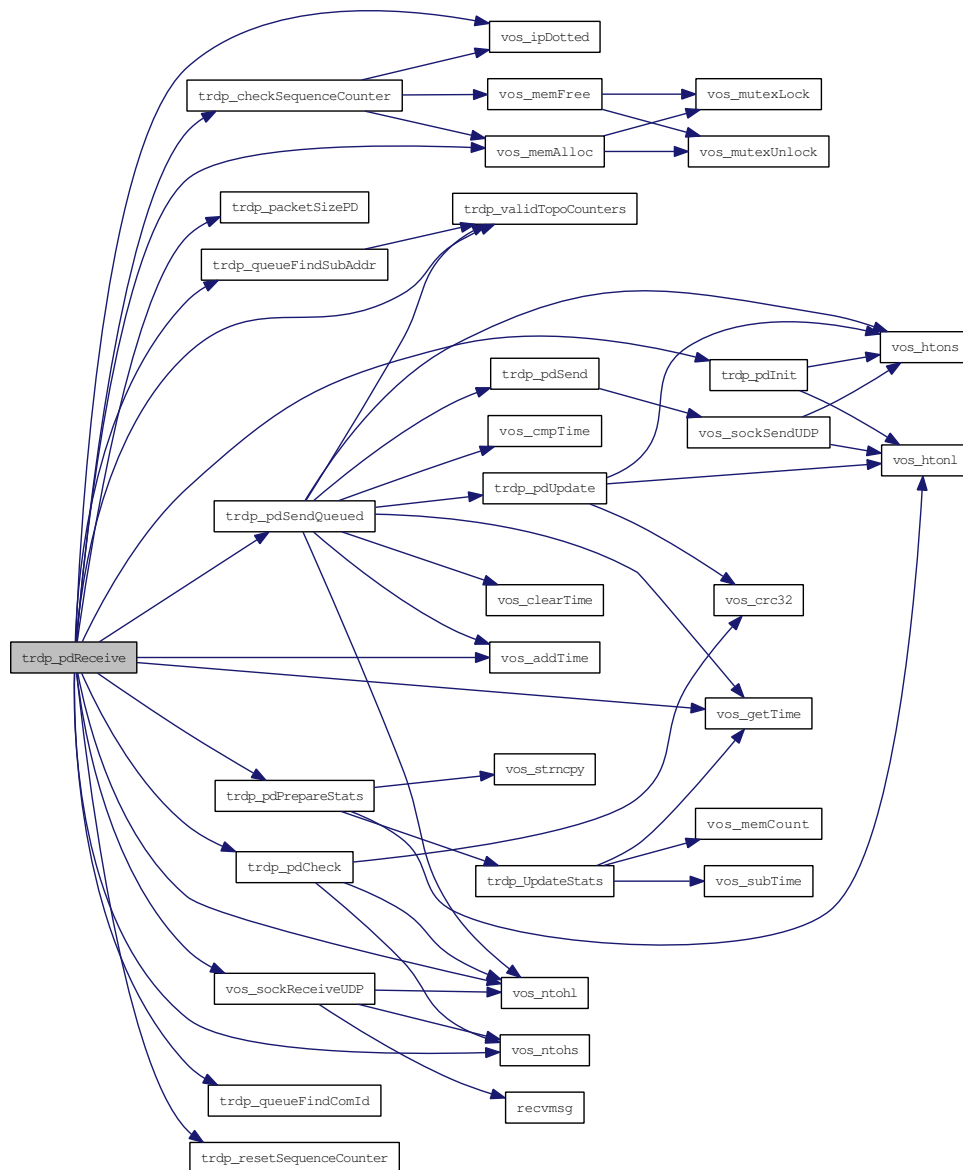 vos_ipDotted
trdp_checkSequenceCounter
vos_memFree
vos_mutexLock
vos_memAlloc
vos_mutexUnlock
trdp_packetSizePD
trdp_validTopoCounters
trdp_queueFindSubAddr
vos_htons
trdp_pdSend
trdp_pdInit
vos_cmpTime
vos_sockSendUDP
vos_htonl
trdp_pdUpdate
trdp_pdSendQueued
vos_clearTime
vos_crc32
trdp_pdReceive
vos_addTime
vos_getTime
vos_strncpy
trdp_pdPrepareStats
vos_memCount
trdp_pdCheck
trdp_UpdateStats
vos_subTime
vos_sockReceiveUDP
vos_ntohl
vos_ntohs
trdp_queueFindComId
recvmsg
trdp_resetSequenceCounter